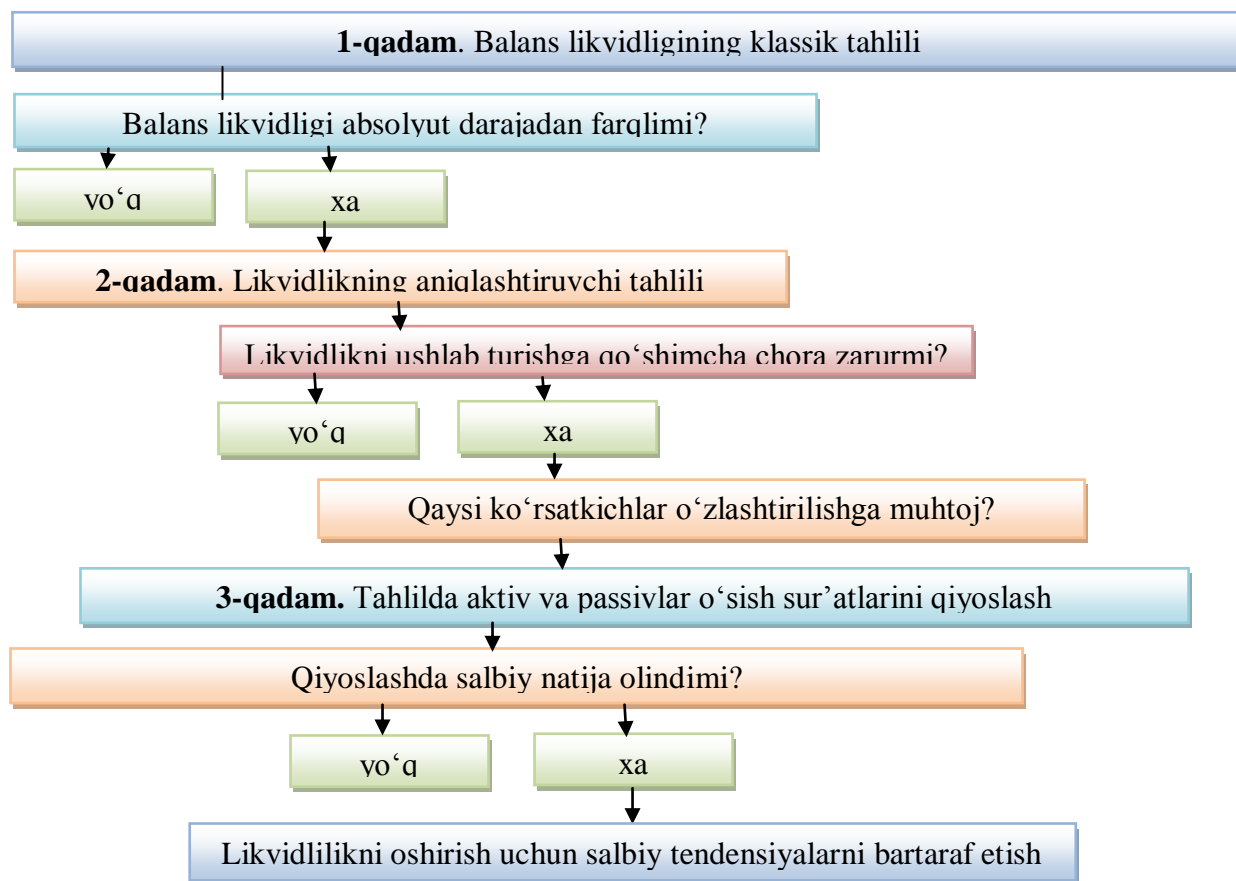 1-qadam. Balans likvidligining klassik tahlili
Balans likvidligi absolyut darajadan farqlimi?
yo‘q
xa
2-qadam. Likvidlikning aniqlashtiruvchi tahlili
Likvidlikni ushlab turishga qo‘shimcha chora zarurmi?
yo‘q
xa
Qaysi ko‘rsatkichlar o‘zlashtirilishga muhtoj?
3-qadam. Tahlilda aktiv va passivlar o‘sish sur’atlarini qiyoslash
Qiyoslashda salbiy natija olindimi?
yo‘q
xa
Likvidlilikni oshirish uchun salbiy tendensiyalarni bartaraf etish